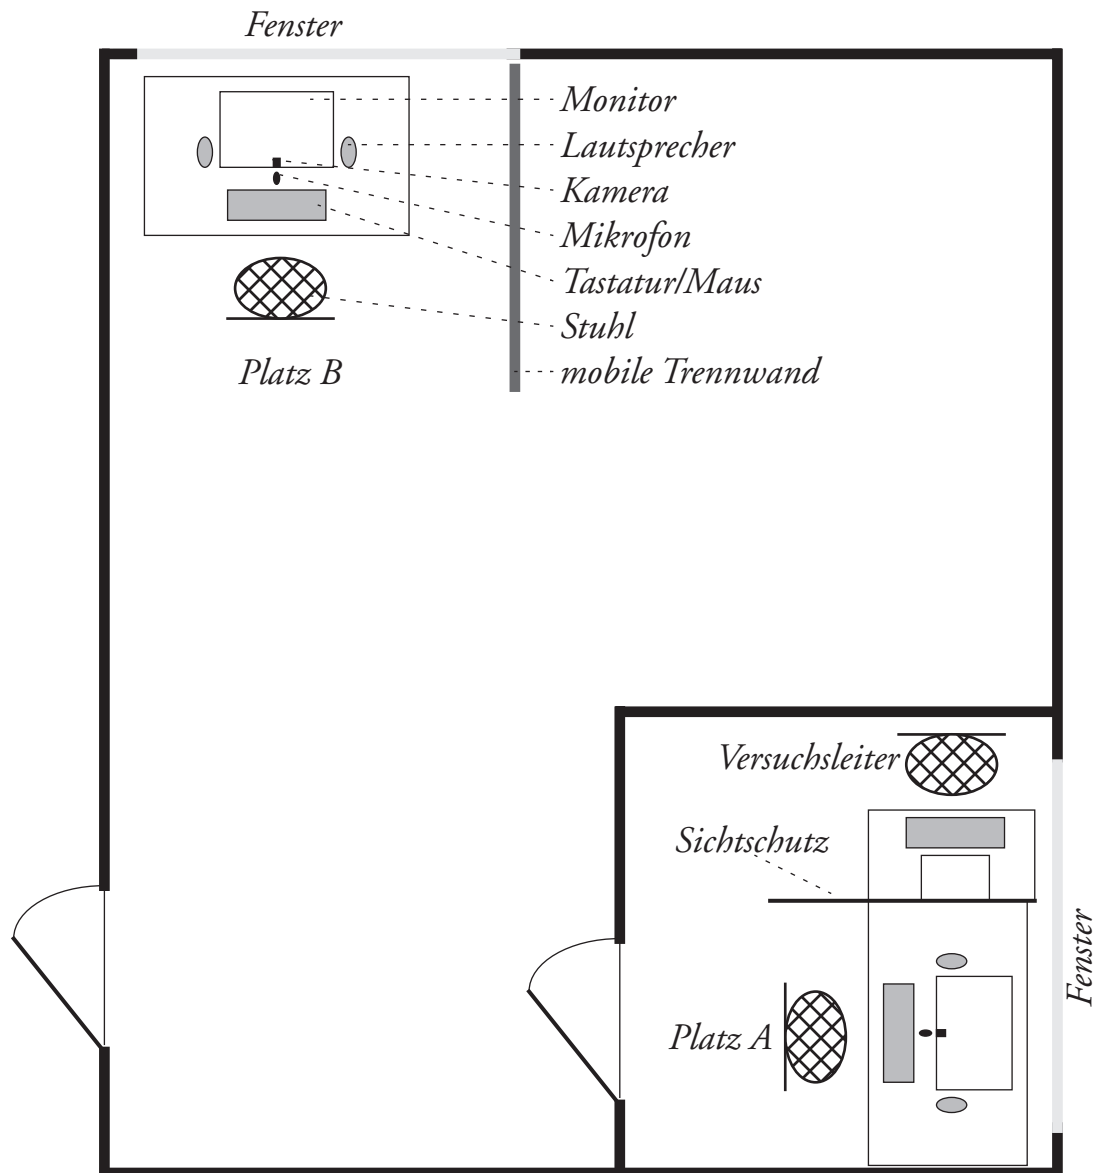 Fenster
Monitor
Lautsprecher
Kamera
Mikrofon
Tastatur/Maus
Stuhl
Platz B
mobile Trennwand
Versuchsleiter
Sichtschutz
Fenster
Platz A